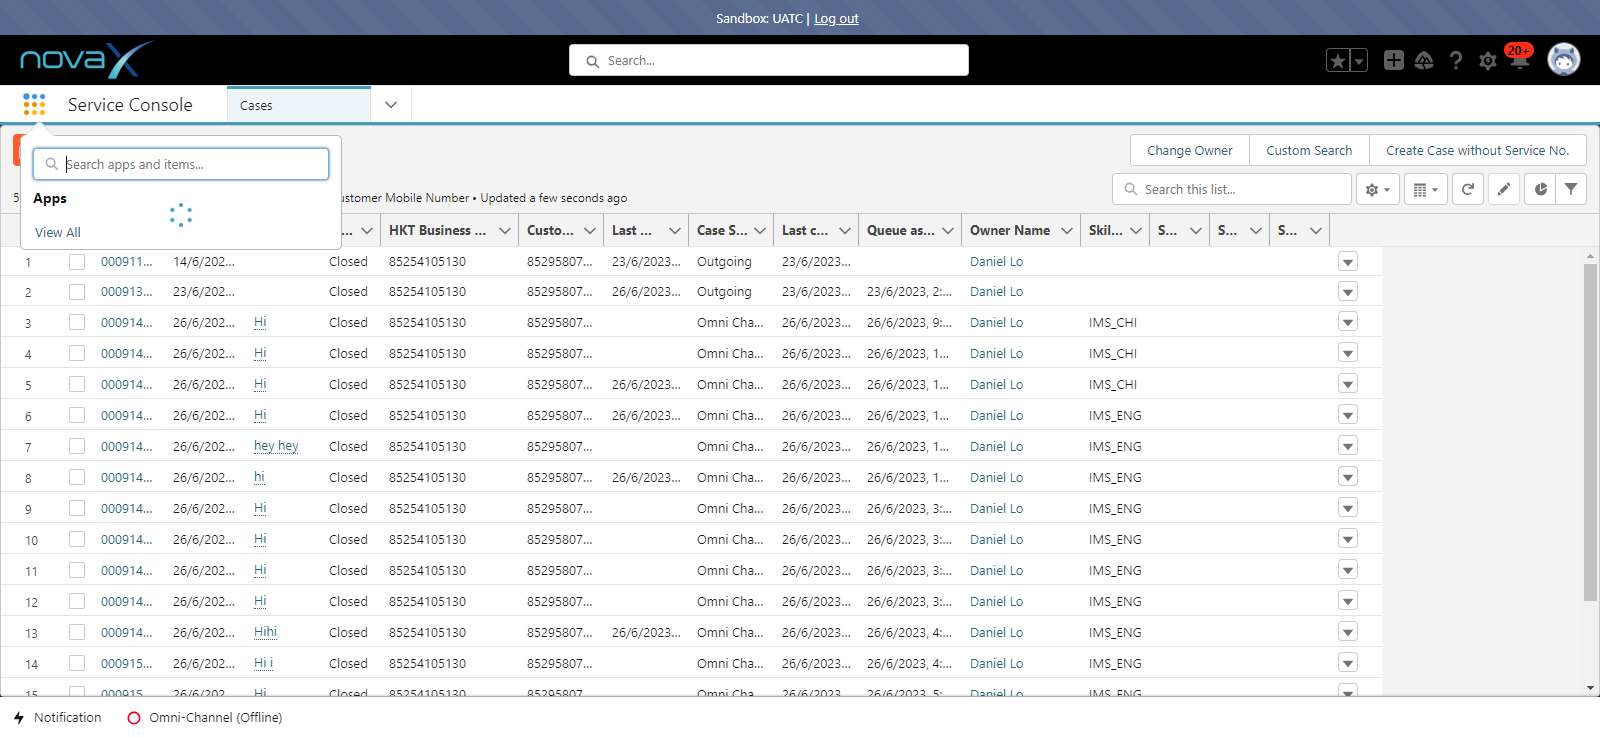 Sandbox: UATC | Log out
novaX Search... 20+
Service Console Cases
Search apps and items...
Apps
View All
Change Owner Custom Search Create Case without Service No.
ustomer Mobile Number • Updated a few seconds ago
Search this list...
... HKT Business ... Custo... Last ... Case S... Last c... Queue as... Owner Name Skil... S... S... S...
1 000911... 14/6/202... Closed 85254105130 85295807... 23/6/2023... Outgoing 23/6/2023... Daniel Lo
2 000913... 23/6/202... Closed 85254105130 85295807... 26/6/2023... Outgoing 23/6/2023... 23/6/2023, 2:... Daniel Lo
3 000914... 26/6/202... Hi Closed 85254105130 85295807... Omni Cha... 26/6/2023... 26/6/2023, 9:... Daniel Lo IMS_CHI
4 000914... 26/6/202... Hi Closed 85254105130 85295807... Omni Cha... 26/6/2023... 26/6/2023, 1... Daniel Lo IMS_CHI
5 000914... 26/6/202... Hi Closed 85254105130 85295807... 26/6/2023... Omni Cha... 26/6/2023... 26/6/2023, 1... Daniel Lo IMS_CHI
6 000914... 26/6/202... Hi Closed 85254105130 85295807... 26/6/2023... Omni Cha... 26/6/2023... 26/6/2023, 1... Daniel Lo IMS_ENG
7 000914... 26/6/202... hey hey Closed 85254105130 85295807... Omni Cha... 26/6/2023... 26/6/2023, 1... Daniel Lo IMS_ENG
8 000914... 26/6/202... hi Closed 85254105130 85295807... 26/6/2023... Omni Cha... 26/6/2023... 26/6/2023, 1... Daniel Lo IMS_ENG
9 000914... 26/6/202... Hi Closed 85254105130 85295807... Omni Cha... 26/6/2023... 26/6/2023, 3:... Daniel Lo IMS_ENG
10 000914... 26/6/202... Hi Closed 85254105130 85295807... Omni Cha... 26/6/2023... 26/6/2023, 3:... Daniel Lo IMS_ENG
11 000914... 26/6/202... Hi Closed 85254105130 85295807... Omni Cha... 26/6/2023... 26/6/2023, 3:... Daniel Lo IMS_ENG
12 000914... 26/6/202... Hi Closed 85254105130 85295807... Omni Cha... 26/6/2023... 26/6/2023, 3:... Daniel Lo IMS_ENG
13 000914... 26/6/202... Hihi Closed 85254105130 85295807... 26/6/2023... Omni Cha... 26/6/2023... 26/6/2023, 4:... Daniel Lo IMS_ENG
14 000915... 26/6/202... Hi i Closed 85254105130 85295807... Omni Cha... 26/6/2023... 26/6/2023, 4:... Daniel Lo IMS_ENG
15 000915... 26/6/202... Hi Closed 85254105130 85295807... Omni Cha... 26/6/2023... 26/6/2023, 5:... Daniel Lo IMS_ENG
Notification Omni-Channel (Offline)